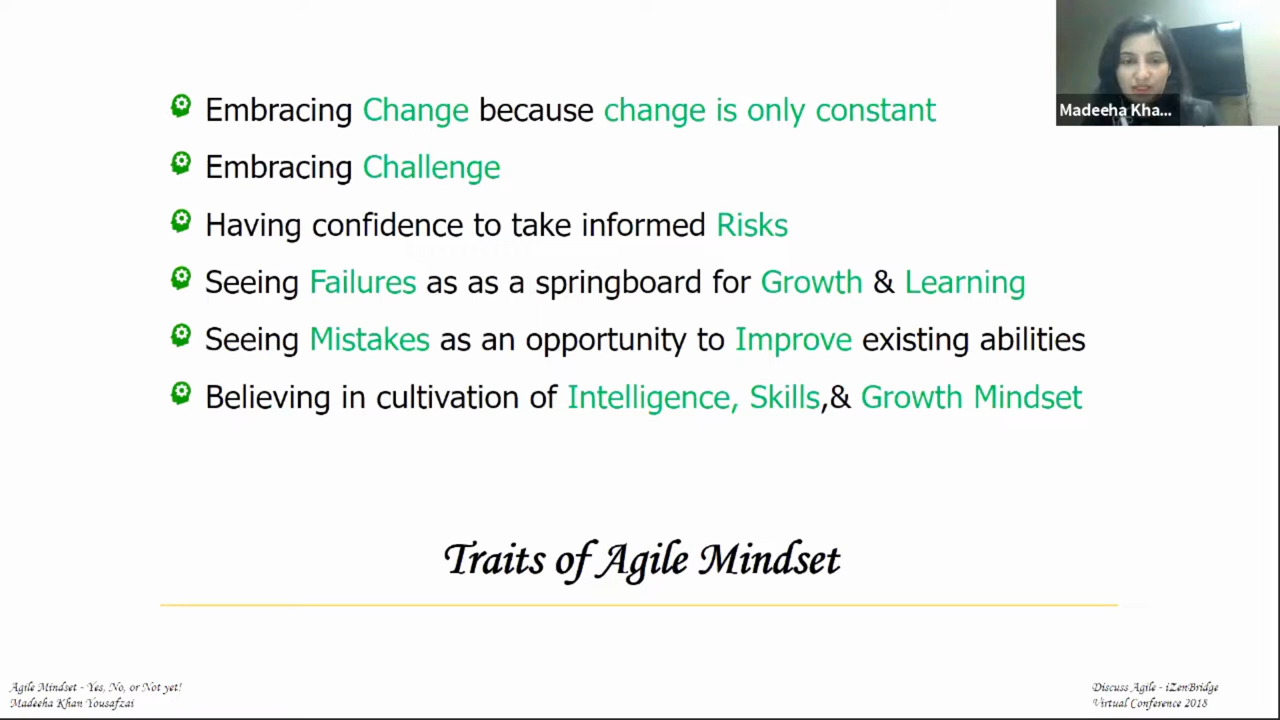 Embracing Change because change is only constant
Embracing Challenge
Having confidence to take informed Risks
Seeing Failures as as a springboard for Growth & Learning
Seeing Mistakes as an opportunity to Improve existing abilities
Believing in cultivation of Intelligence, Skills,& Growth Mindset
Madeeha Kha...
Traits of Agile Mindset
Agile Mindset - Yes, No, or Not yet!
Madeeha Khan Yousafzai
Discuss Agile - iZenBridge
Virtual Conference 2018